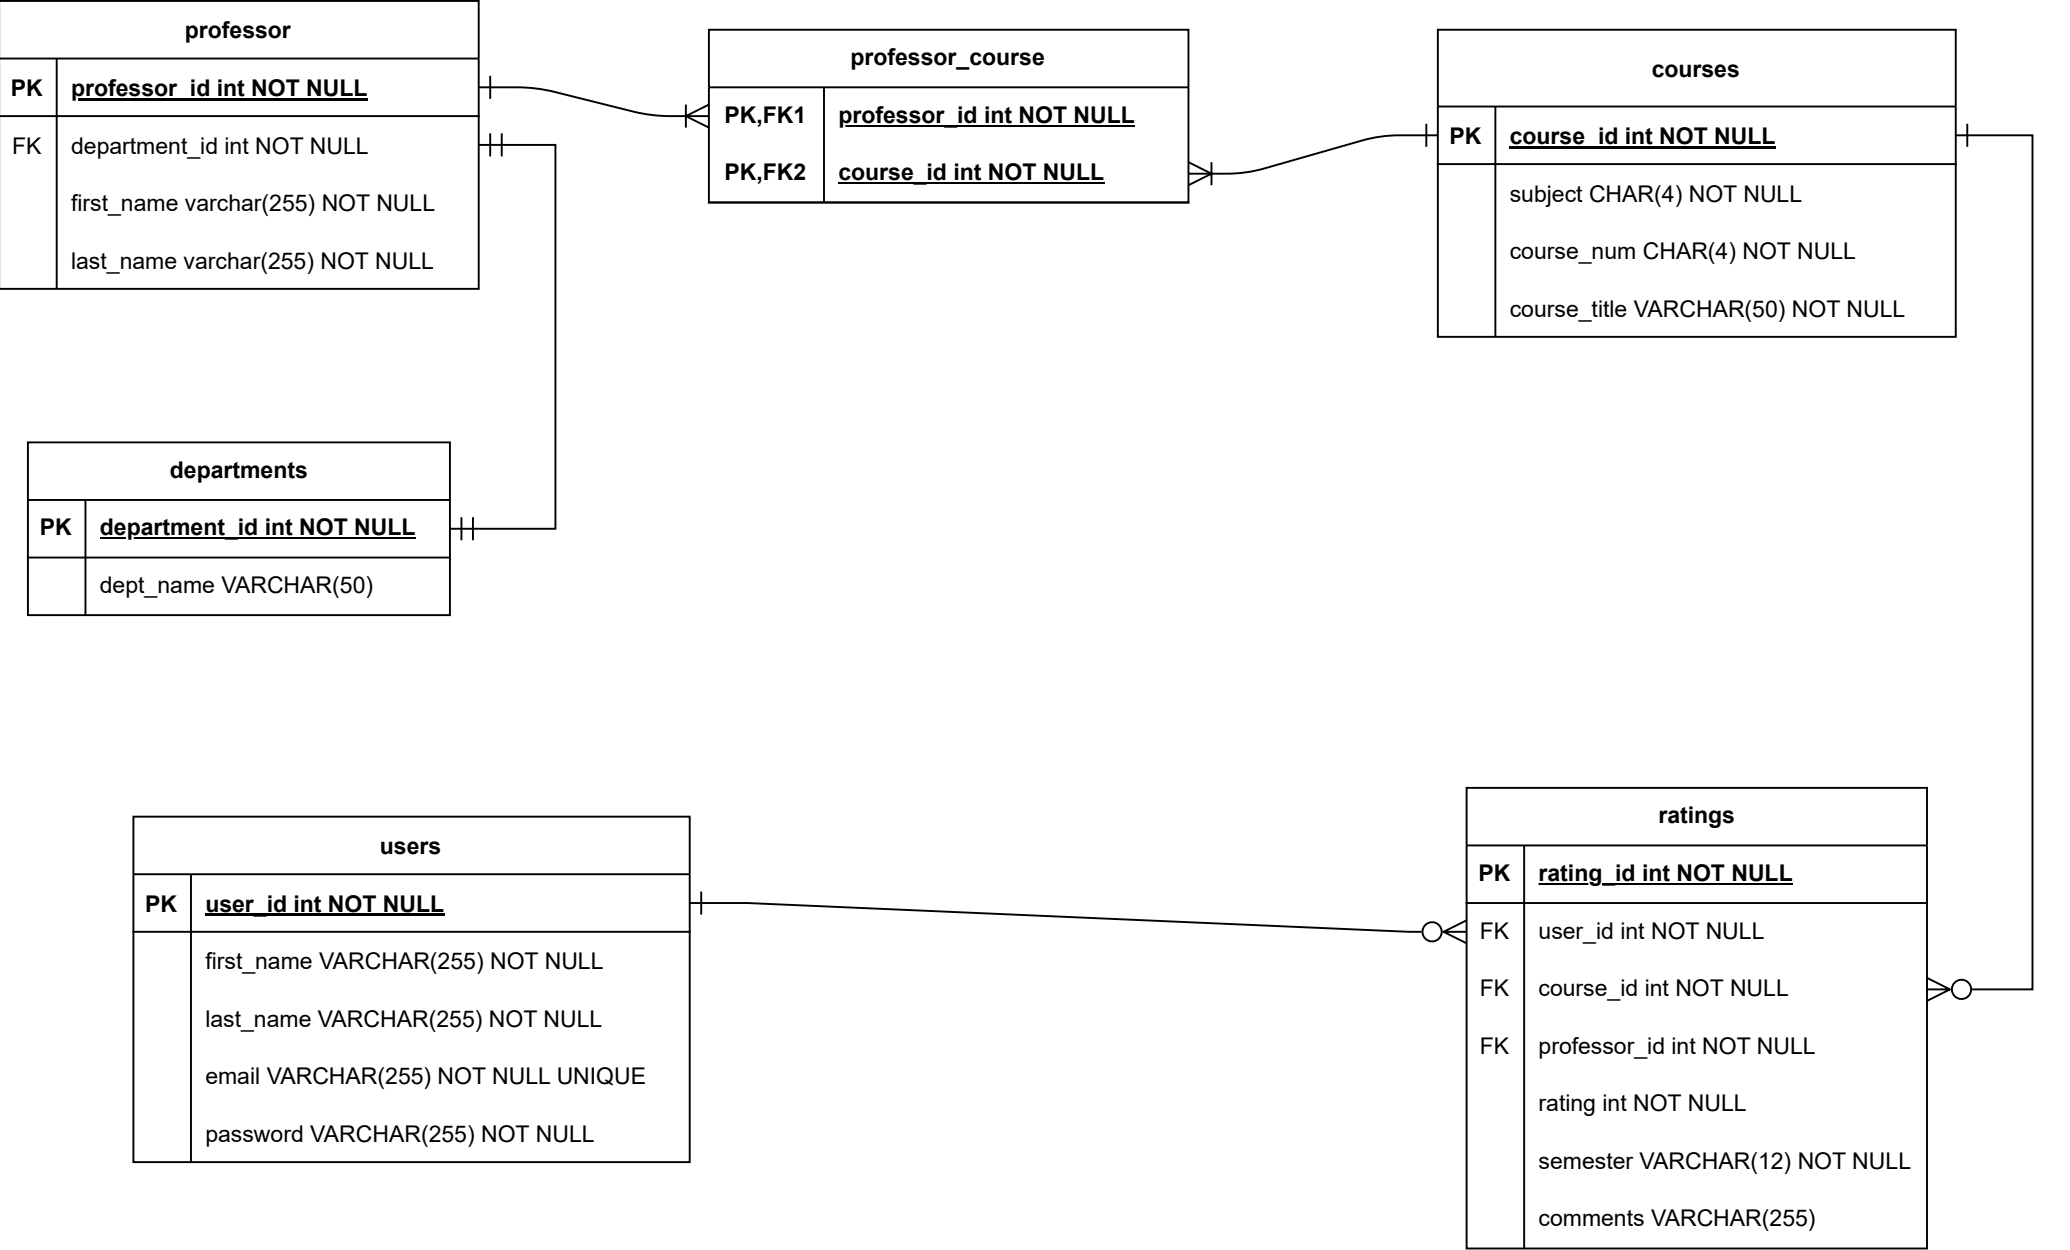 professor
PK professor_id int NOT NULL
FK department_id int NOT NULL
first_name varchar(255) NOT NULL
last_name varchar(255) NOT NULL
professor_course
PK,FK1 professor_id int NOT NULL
PK,FK2 course_id int NOT NULL
courses
PK course_id int NOT NULL
subject CHAR(4) NOT NULL
course_num CHAR(4) NOT NULL
course_title VARCHAR(50) NOT NULL
departments
PK department_id int NOT NULL
dept_name VARCHAR(50)
users
PK user_id int NOT NULL
first_name VARCHAR(255) NOT NULL
last_name VARCHAR(255) NOT NULL
email VARCHAR(255) NOT NULL UNIQUE
password VARCHAR(255) NOT NULL
ratings
PK rating_id int NOT NULL
FK user_id int NOT NULL
FK course_id int NOT NULL
FK professor_id int NOT NULL
rating int NOT NULL
semester VARCHAR(12) NOT NULL
comments VARCHAR(255)